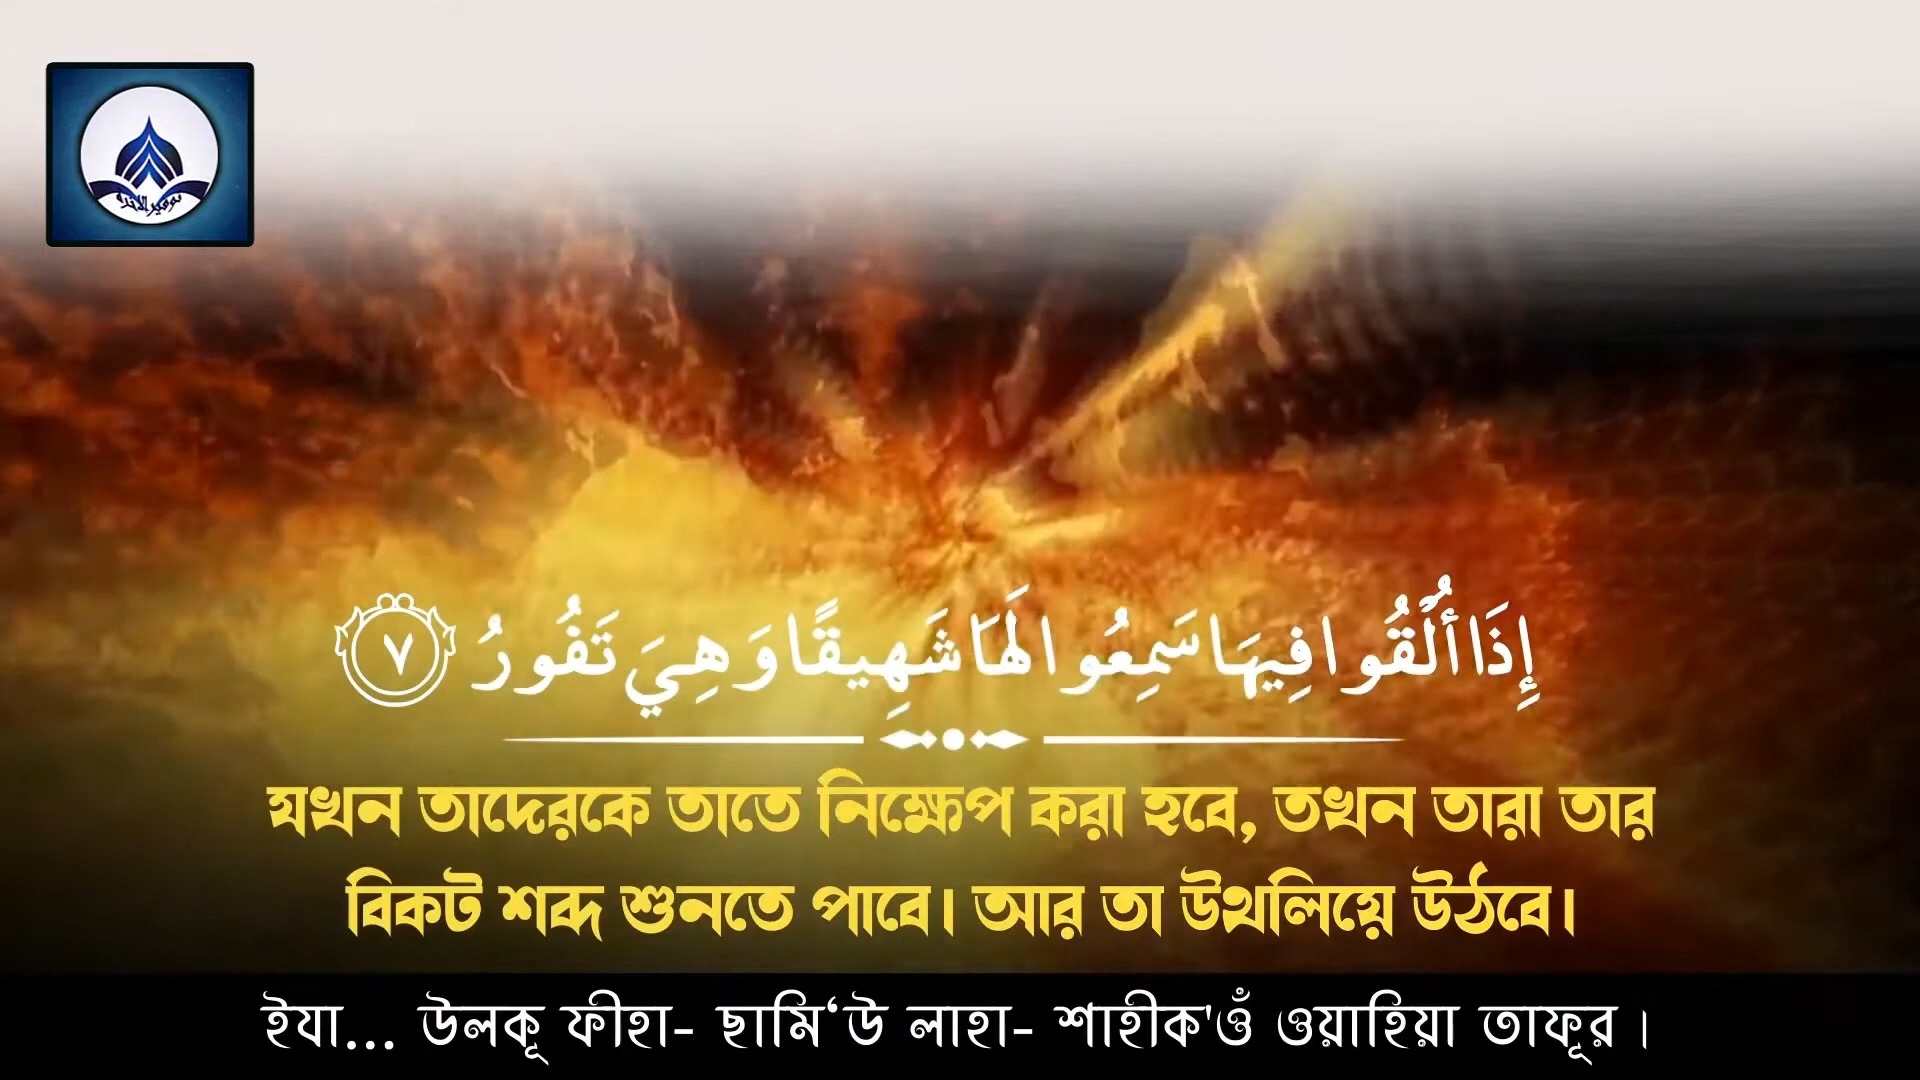 إِذَا أُلْقُوا فِيهَا سَمِعُوا لَهَا شَهِيقًا وَهِيَ تَفُورُ ٧
যখন তাদেরকে তাতে নিক্ষেপ করা হবে, তখন তারা তার
বিকট শব্দ শুনতে পাবে। আর তা উথলিয়ে উঠবে।
ইযা... উলকূ ফীহা- ছামি‘উ লাহা- শাহীক'ওঁ ওয়াহিয়া তাফূর।